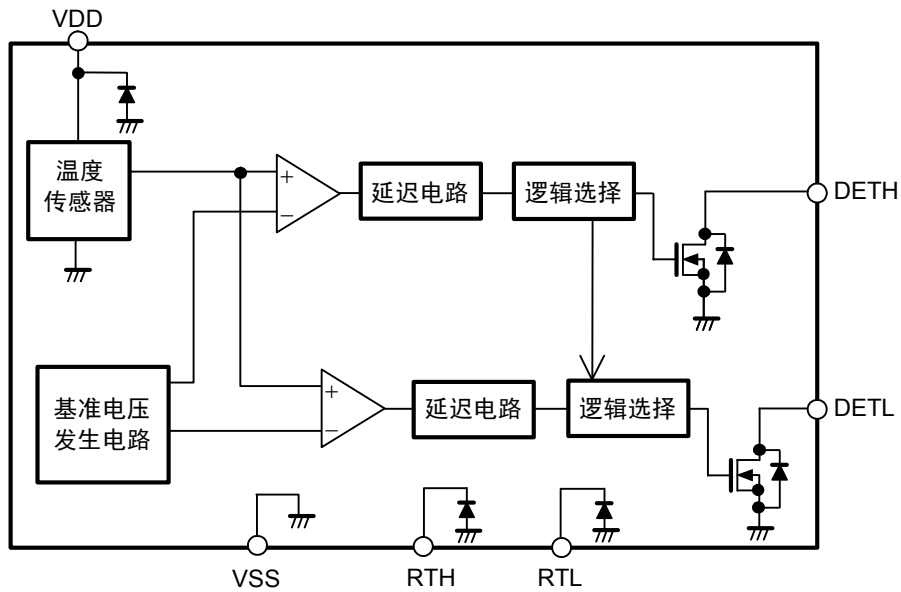 VDD
温度
传感器
+
−
延迟电路
逻辑选择
DETH
基准电压
发生电路
+
−
延迟电路
逻辑选择
DETL
VSS
RTH
RTL